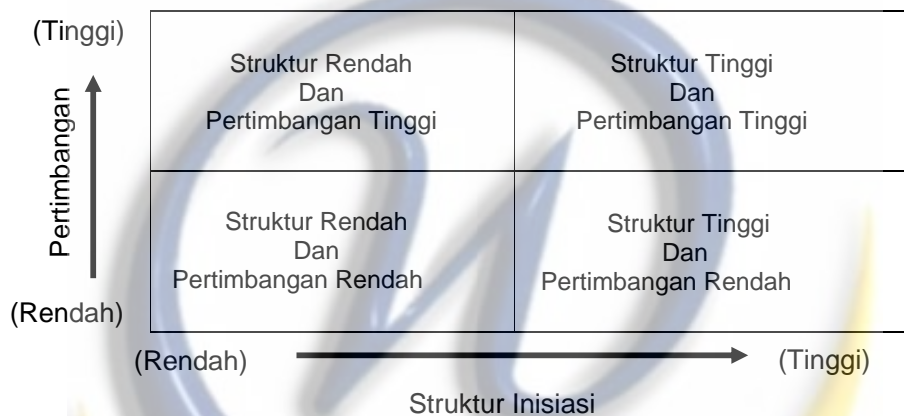 (Tinggi)
Pertimbangan
(Rendah)
Struktur Rendah
Dan
Pertimbangan Tinggi
Struktur Tinggi
Dan
Pertimbangan Tinggi
Struktur Rendah
Dan
Pertimbangan Rendah
Struktur Tinggi
Dan
Pertimbangan Rendah
(Rendah)
(Tinggi)
Struktur Inisiasi